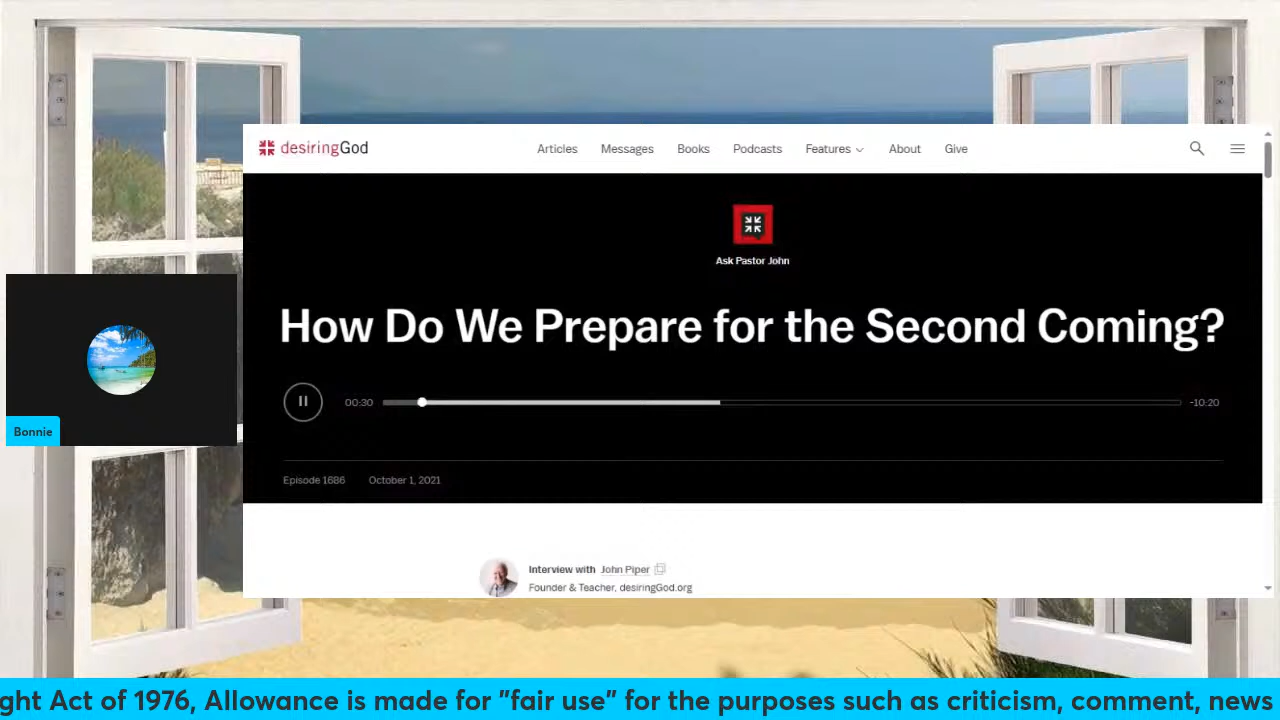 desiringGod
Articles Messages Books Podcasts Features About Give
Ask Pastor John
How Do We Prepare for the Second Coming?
00:30 -10:20
Episode 1686 October 1, 2021
Interview with John Piper
Founder & Teacher, desiringGod.org
Bonnie
ght Act of 1976, Allowance is made for "fair use" for the purposes such as criticism, comment, news